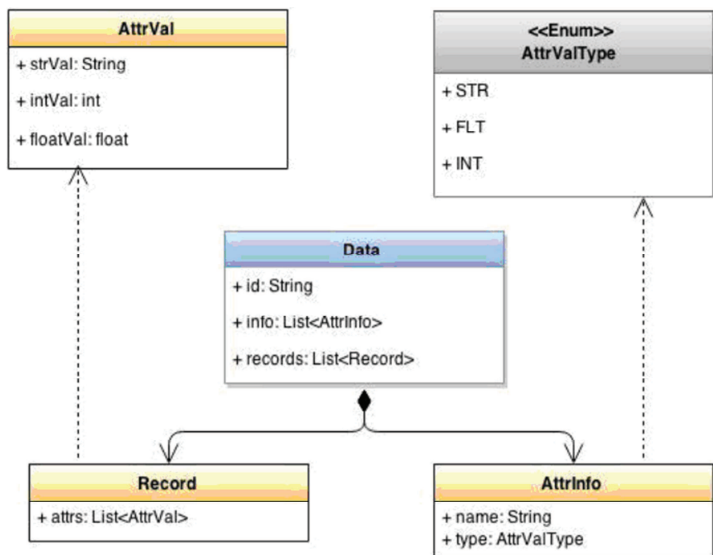 AttrVal
+ strVal: String
+ intVal: int
+ floatVal: float
<<Enum>>
AttrValType
+ STR
+ FLT
+ INT
Data
+ id: String
+ info: List<AttrInfo>
+ records: List<Record>
Record
+ attrs: List<AttrVal>
AttrInfo
+ name: String
+ type: AttrValType